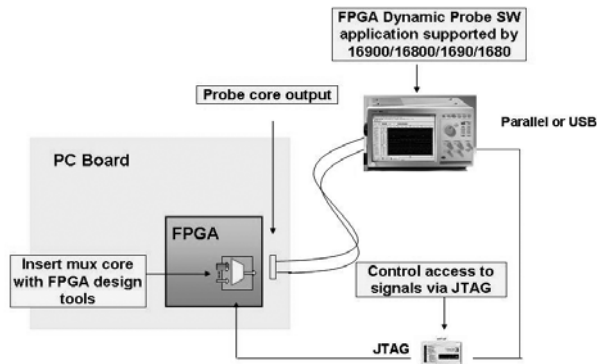 FPGA Dynamic Probe SW
application supported by
16900/16800/1690/1680
Probe core output
Parallel or USB
PC Board
FPGA
Insert mux core
with FPGA design
tools
Control access to
signals via JTAG
JTAG